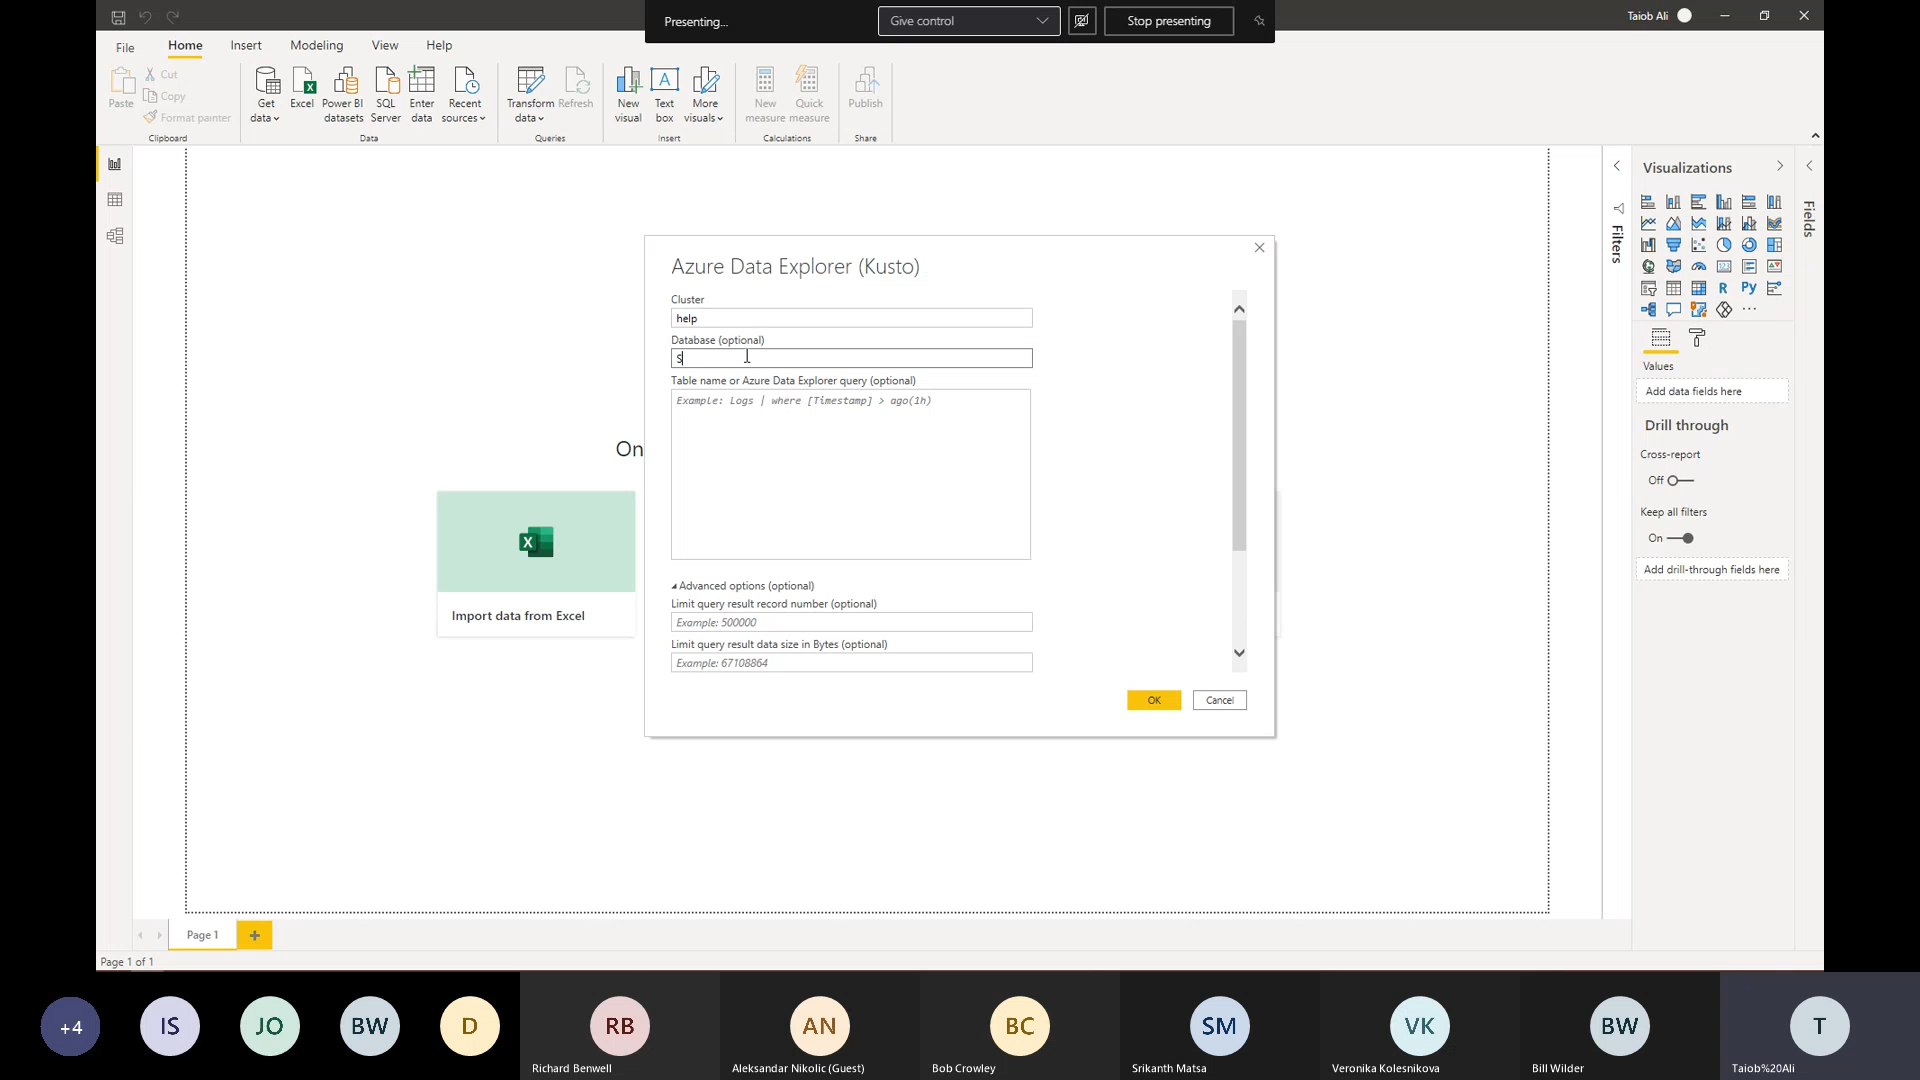 Presenting...
Give control
Stop presenting
Taiob Ali
File
Home
Insert
Modeling
View
Help
Paste
Cut
Copy
Format painter
Clipboard
Get data
Excel
Power BI datasets
SQL Server
Enter data
Recent sources
Data
Transform data
Refresh
Queries
New visual
Text box
More visuals
Insert
New measure
Quick measure
Calculations
Publish
Share
On
Import data from Excel
Azure Data Explorer (Kusto)
Cluster
help
Database (optional)
S
Table name or Azure Data Explorer query (optional)
Example: Logs | where [Timestamp] > ago(1h)
Advanced options (optional)
Limit query result record number (optional)
Example: 500000
Limit query result data size in Bytes (optional)
Example: 67108864
OK
Cancel
Filters
Visualizations
Fields
R
Py
Values
Add data fields here
Drill through
Cross-report
Off
Keep all filters
On
Add drill-through fields here
Page 1
Page 1 of 1
+4
IS
JO
BW
D
RB
Richard Benwell
AN
Aleksandar Nikolic (Guest)
BC
Bob Crowley
SM
Srikanth Matsa
VK
Veronika Kolesnikova
BW
Bill Wilder
T
Taiob%20Ali